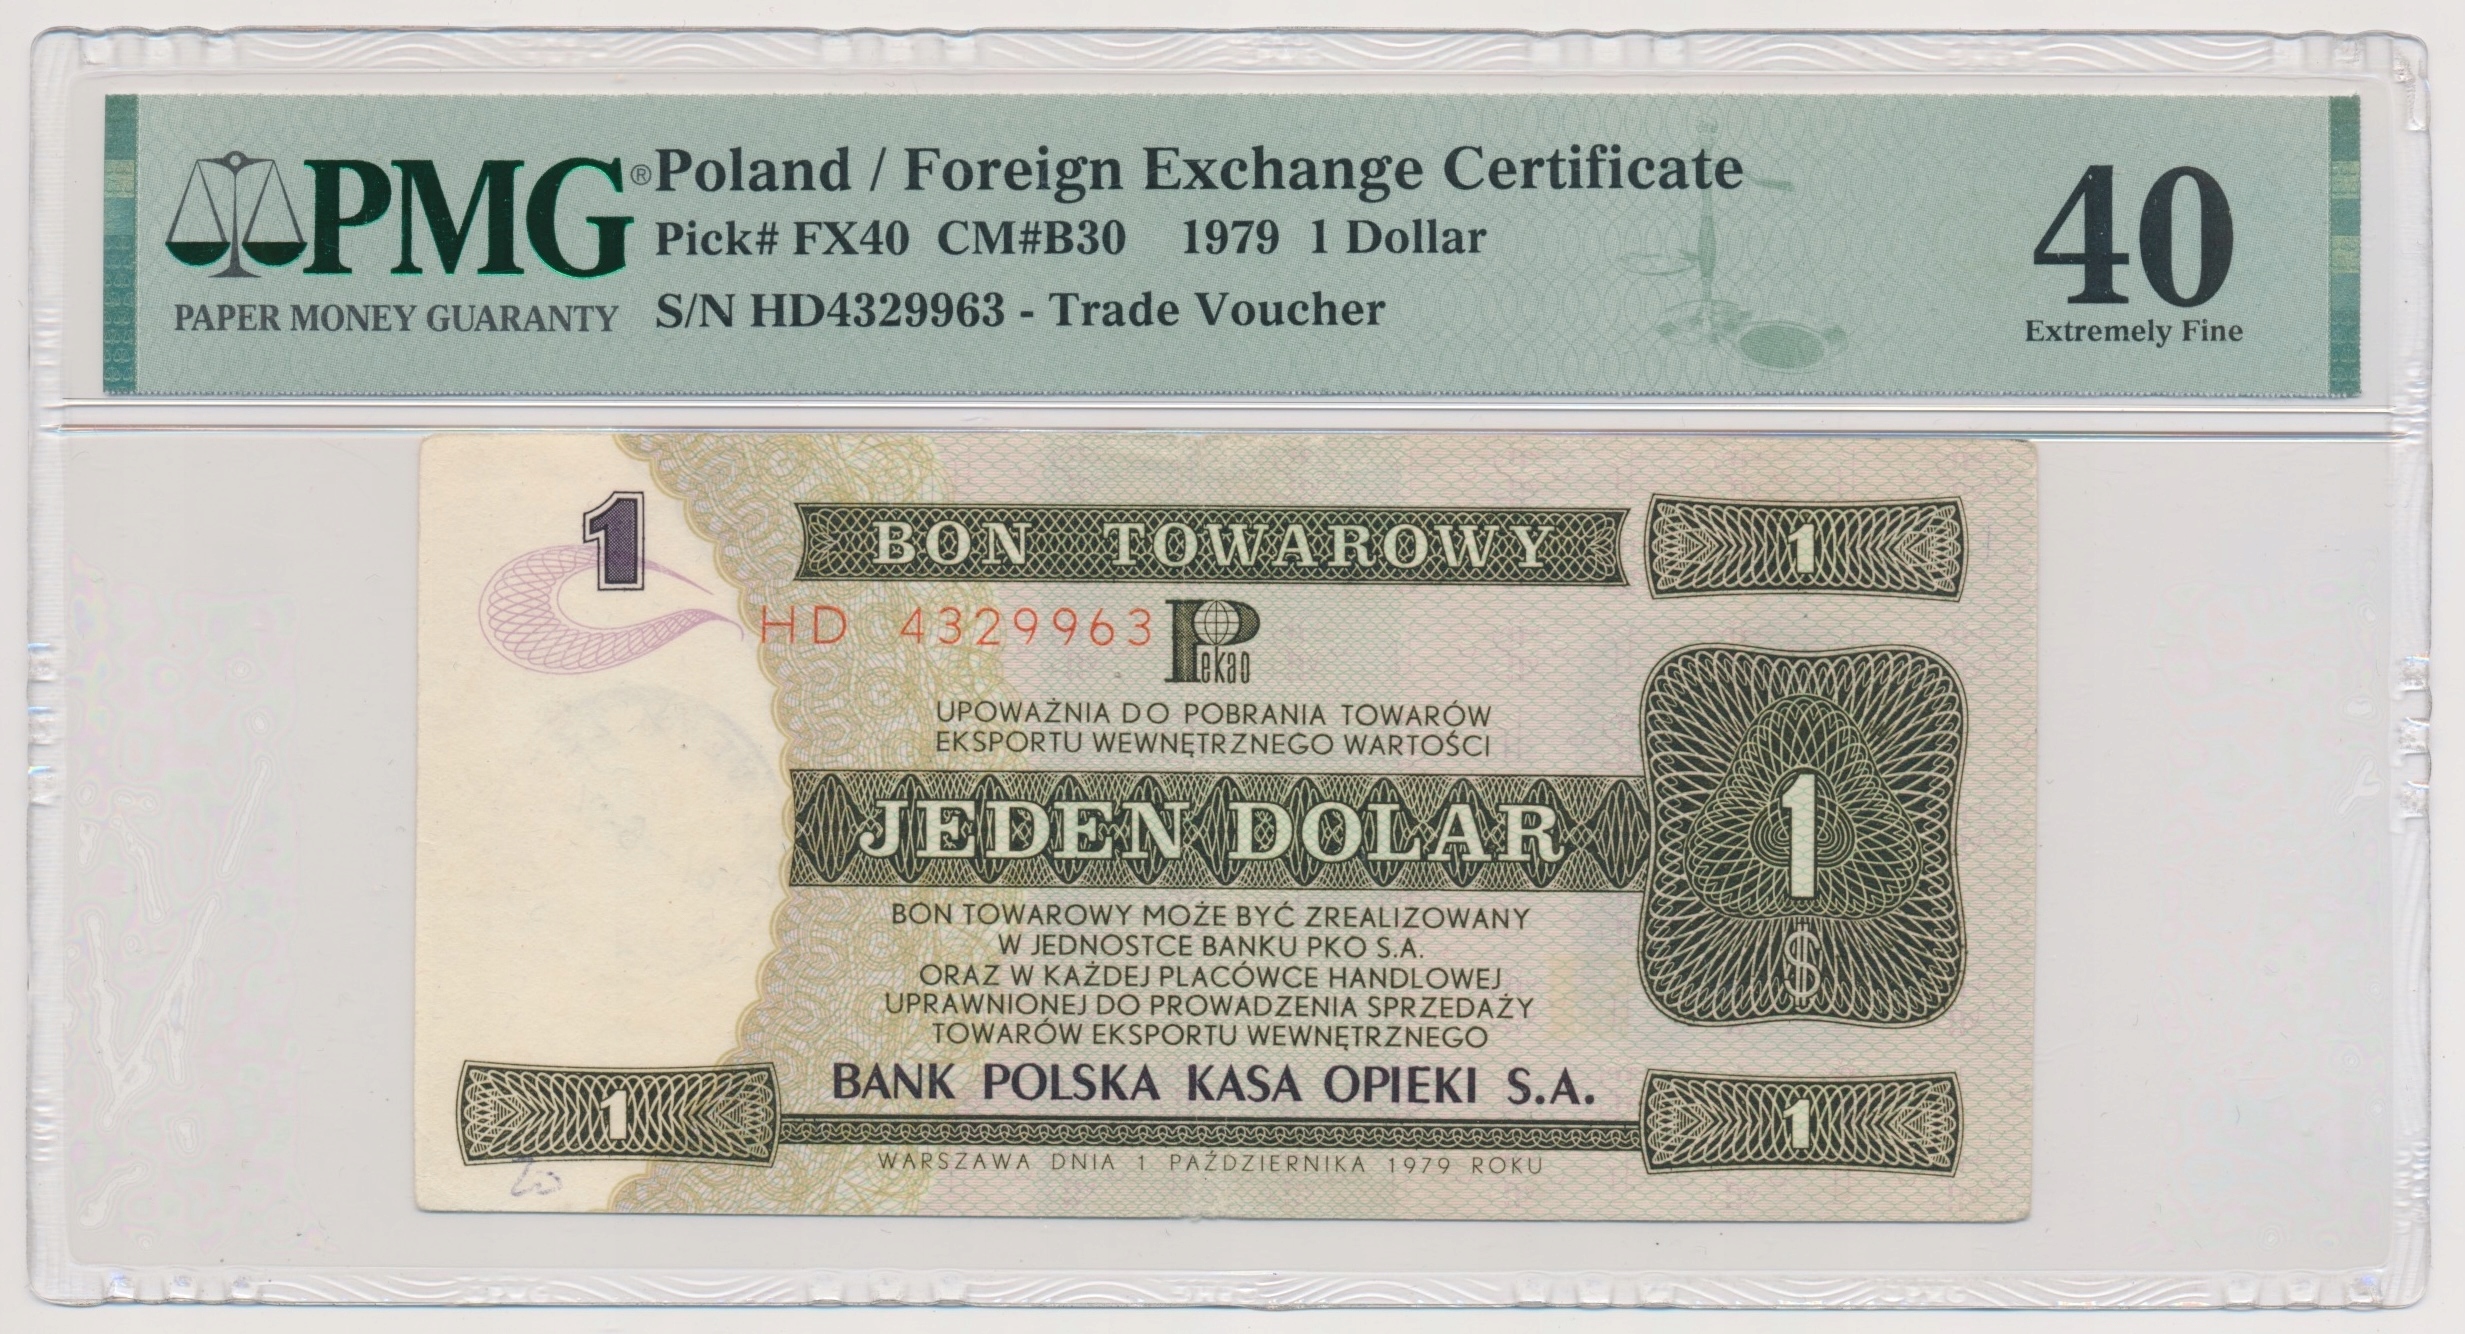 PMG®
PAPER MONEY GUARANTY
Poland / Foreign Exchange Certificate
Pick# FX40 CM#B30 1979 1 Dollar
S/N HD4329963 - Trade Voucher
40
Extremely Fine
1
BON TOWAROWY
1
HD 4329963
Pekao
UPOWAŻNIA DO POBRANIA TOWARÓW
EKSPORTU WEWNĘTRZNEGO WARTOŚCI
JEDEN DOLAR
1
$
BON TOWAROWY MOŻE BYĆ ZREALIZOWANY
W JEDNOSTCE BANKU PKO S.A.
ORAZ W KAŻDEJ PLACÓWCE HANDLOWEJ
UPRAWNIONEJ DO PROWADZENIA SPRZEDAŻY
TOWARÓW EKSPORTU WEWNĘTRZNEGO
BANK POLSKA KASA OPIEKI S.A.
1
1
WARSZAWA DNIA 1 PAŹDZIERNIKA 1979 ROKU